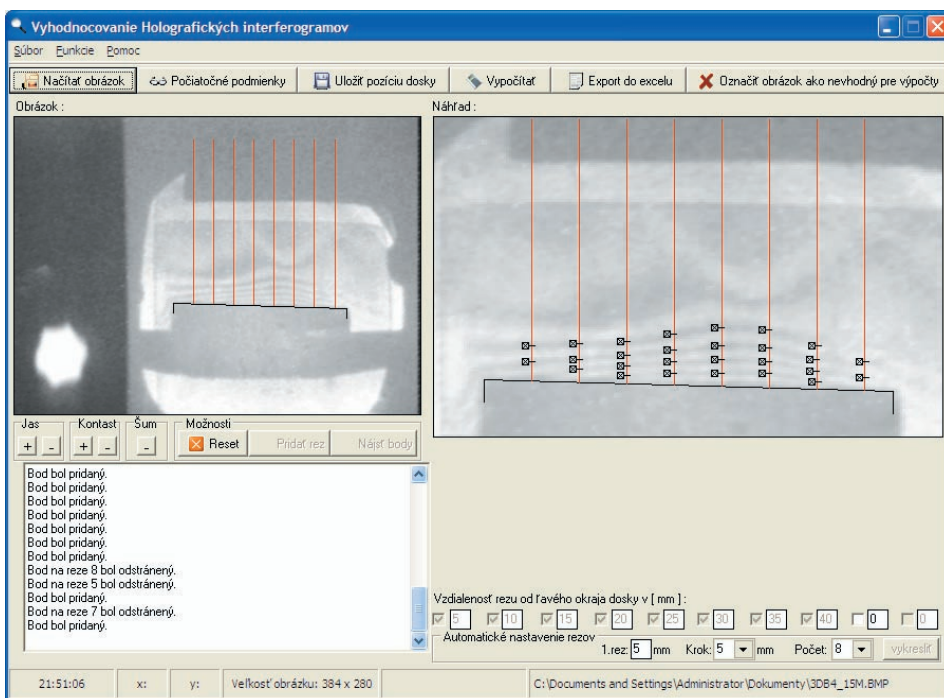 Vyhodnocovanie Holografických interferogramov
Súbor Funkcie Pomoc
Načítať obrázok Počiatočné podmienky Uložiť pozíciu dosky Vypočítať Export do excelu Označiť obrázok ako nevhodný pre výpočty
Obrázok : Náhľad :
Jas Kontast Šum Možnosti
+ - + - - Reset Pridať rez Nájsť body
Bod bol pridaný.
Bod bol pridaný.
Bod bol pridaný.
Bod bol pridaný.
Bod bol pridaný.
Bod bol pridaný.
Bod bol pridaný.
Bod na reze 8 bol odstránený.
Bod na reze 5 bol odstránený.
Bod bol pridaný.
Bod na reze 7 bol odstránený.
Bod bol pridaný.
Vzdialenosť rezu od ľavého okraja dosky v [ mm ] :
5 10 15 20 25 30 35 40 0 0
Automatické nastavenie rezov
1.rez: 5 mm Krok: 5 mm Počet: 8 vykresliť
21:51:06 x: y: Veľkosť obrázku: 384 x 280 C:\Documents and Settings\Administrator\Dokumenty\3DB4_15M.BMP